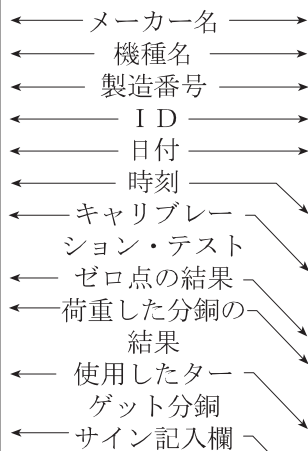 メーカー名
機種名
製造番号
ＩＤ
日付
時刻
キャリブレー
ション・テスト
ゼロ点の結果
荷重した分銅の
結果
使用したター
ゲット分銅
サイン記入欄